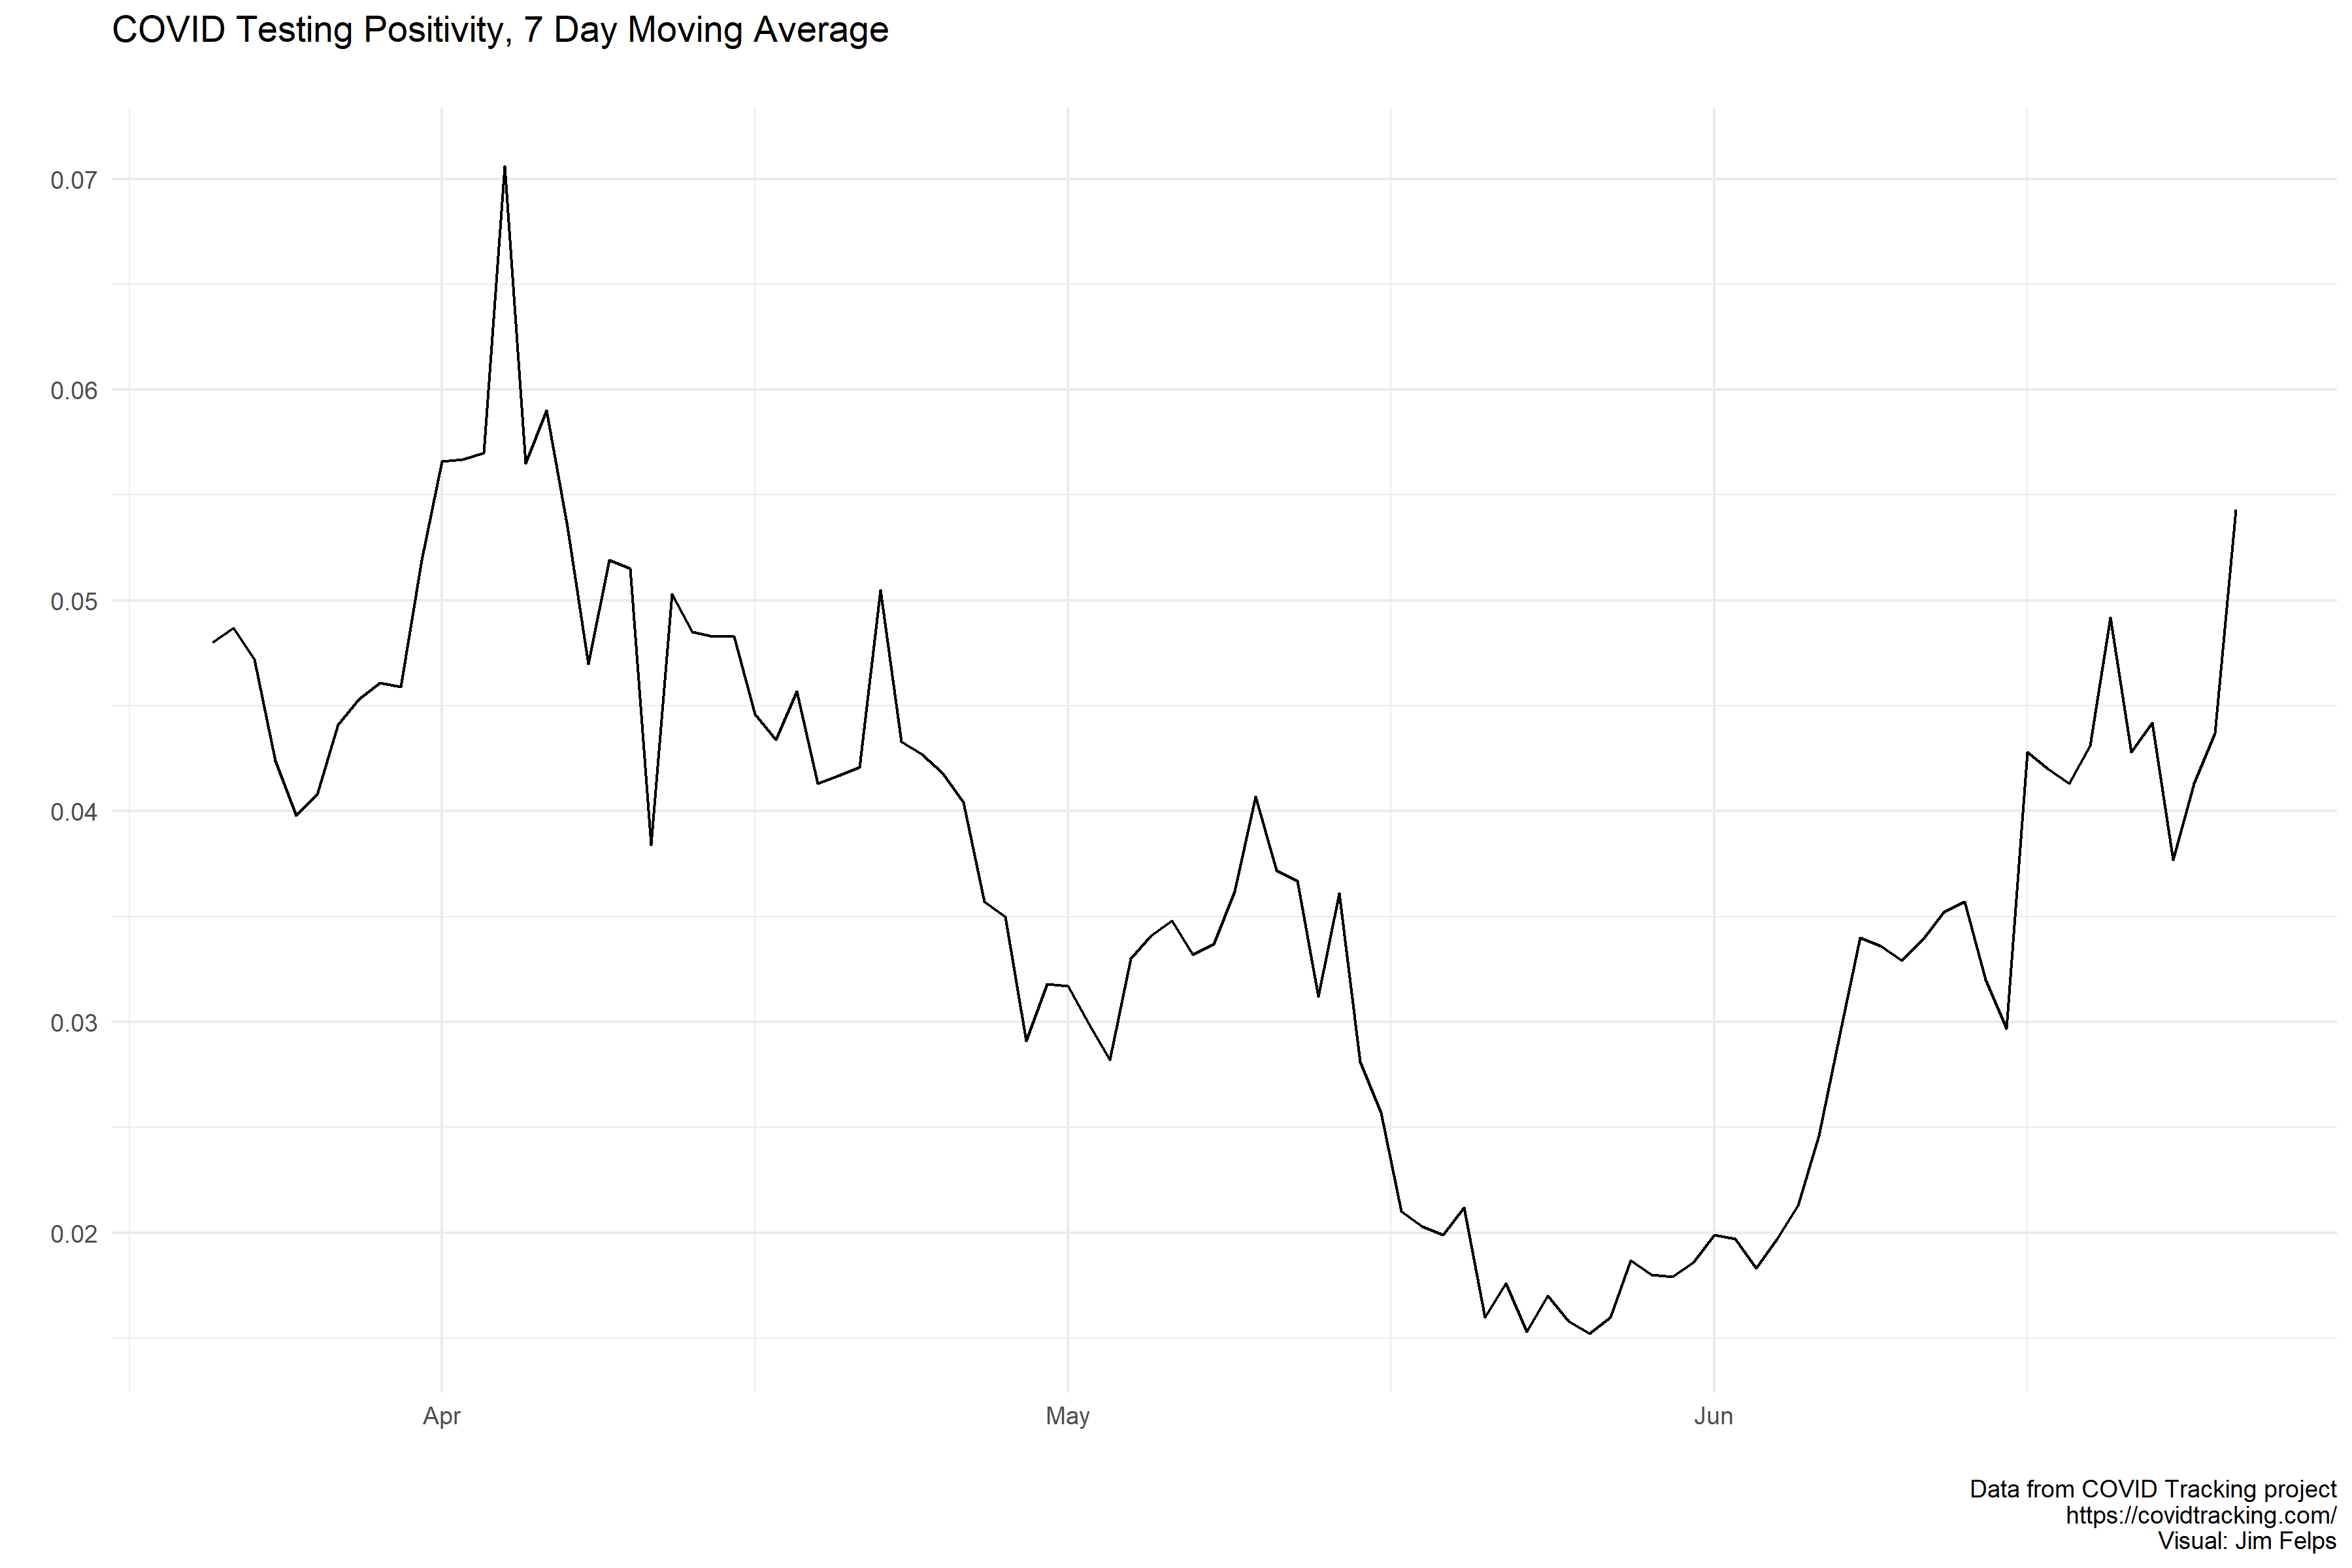 COVID Testing Positivity, 7 Day Moving Average
0.07
0.06
0.05
0.04
0.03
0.02
Apr May Jun
Data from COVID Tracking project
https://covidtracking.com/
Visual: Jim Felps